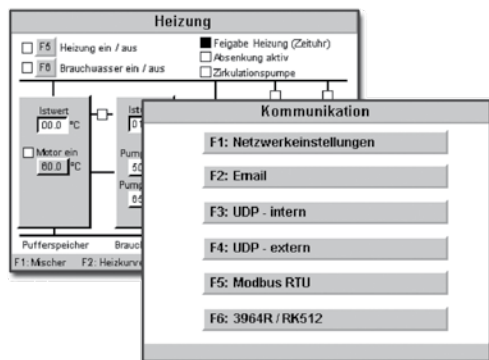 Heizung
F5 Heizung ein / aus
F6 Brauchwasser ein / aus
Feigabe Heizung (Zeituhr)
Absenkung aktiv
Zirkulationspumpe
Istwert
00.0 °C
Motor ein
60.0 °C
Pufferspeicher
F1: Mischer F2: Heizkurve
Kommunikation
F1: Netzwerkeinstellungen
F2: Email
F3: UDP - intern
F4: UDP - extern
F5: Modbus RTU
F6: 3964R / RK512